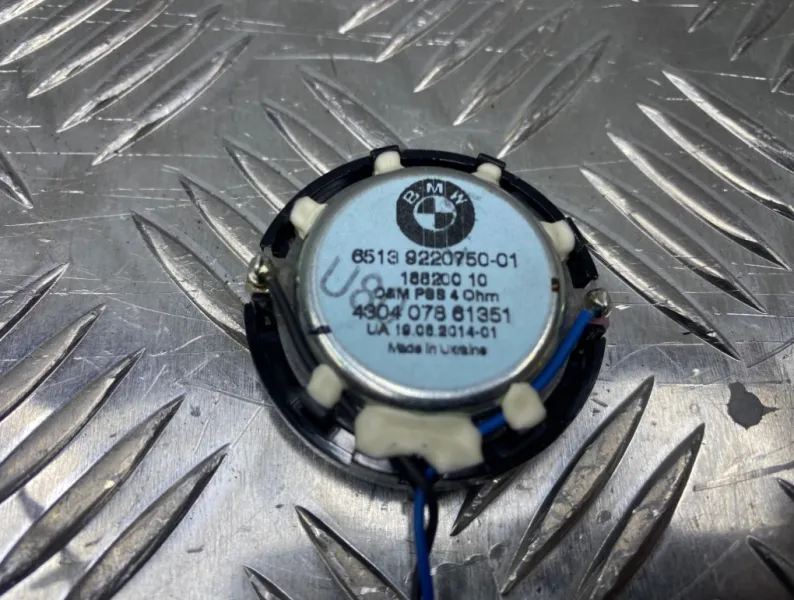 BMW
6513 9220750-01
186200 10
D&M PSS 4 Ohm
4304 078 61351
UA 19.06.2014-01
Made in Ukraine
U8